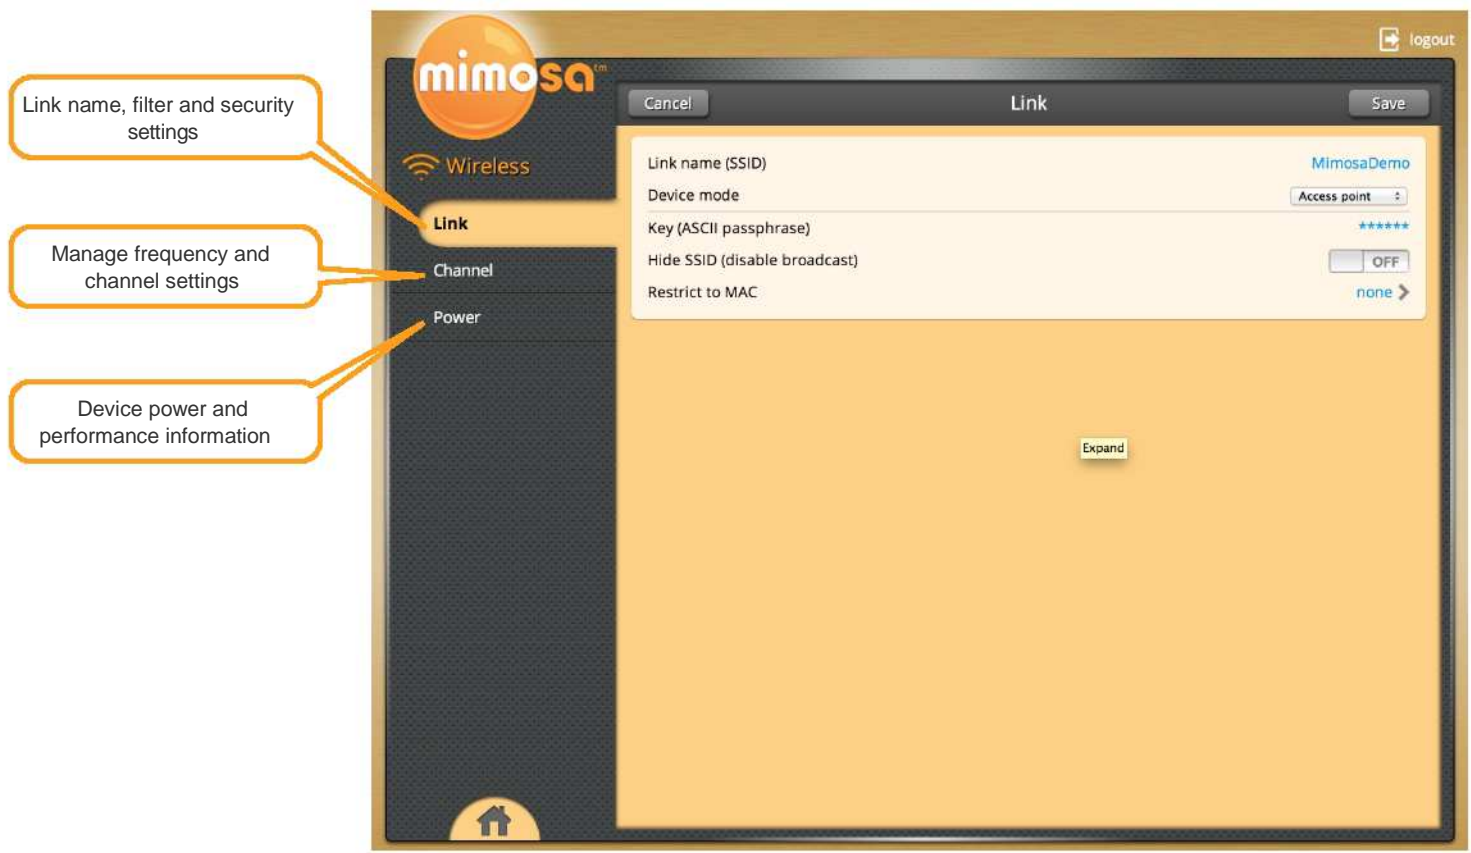 logout
mimosa™
Cancel
Link
Save
Link name, filter and security
settings
Wireless
Link name (SSID)
MimosaDemo
Device mode
Access point
Link
Key (ASCII passphrase)
******
Manage frequency and
channel settings
Channel
Hide SSID (disable broadcast)
OFF
Restrict to MAC
none
Power
Device power and
performance information
Expand